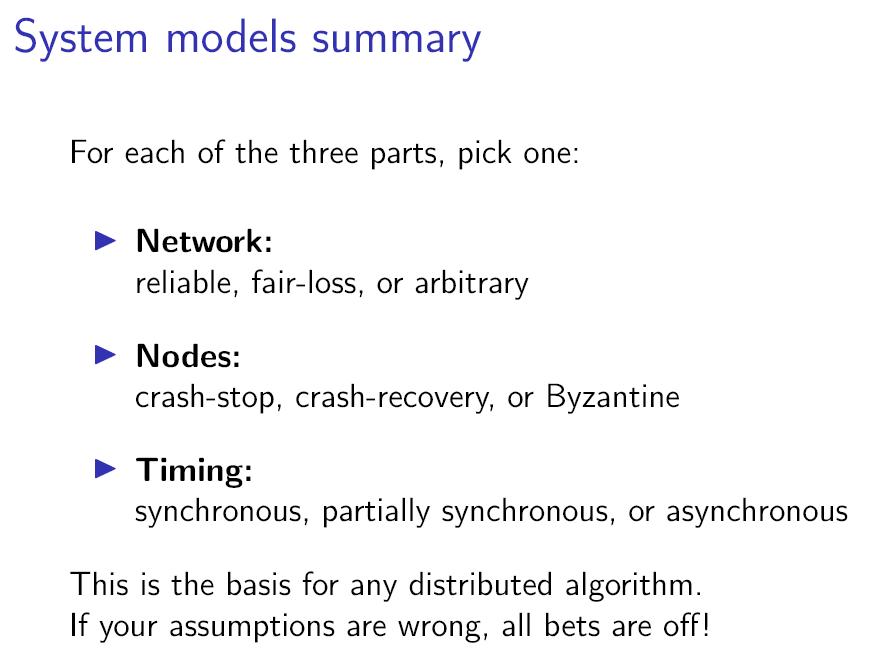 System models summary
For each of the three parts, pick one:
Network:
reliable, fair-loss, or arbitrary
Nodes:
crash-stop, crash-recovery, or Byzantine
Timing:
synchronous, partially synchronous, or asynchronous
This is the basis for any distributed algorithm.
If your assumptions are wrong, all bets are off!